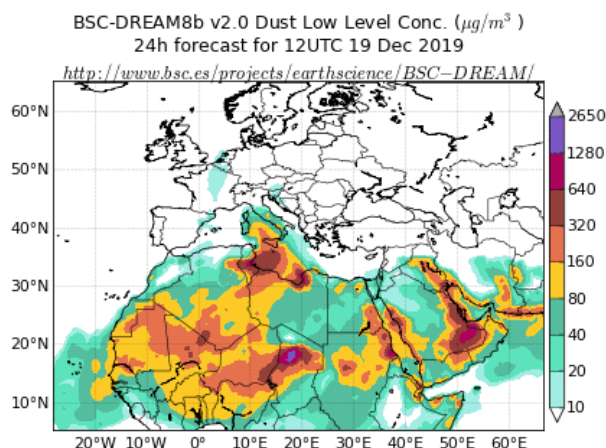 BSC-DREAM8b v2.0 Dust Low Level Conc. (μg/m³ )
24h forecast for 12UTC 19 Dec 2019
http://www.bsc.es/projects/earthscience/BSC−DREAM/
60°N
50°N
40°N
30°N
20°N
10°N
20°W 10°W 0° 10°E 20°E 30°E 40°E 50°E 60°E
2650
1280
640
320
160
80
40
20
10